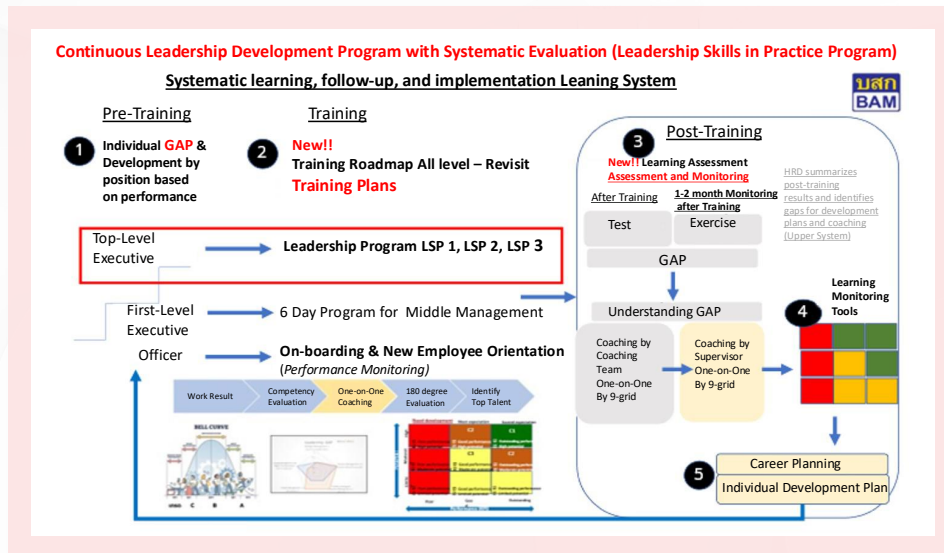 Continuous Leadership Development Program with Systematic Evaluation (Leadership Skills in Practice Program)
Systematic learning, follow-up, and implementation Leaning System
บสก
BAM
Pre-Training
1
Individual GAP &
Development by
position based
on performance
Training
2
New!!
Training Roadmap All level – Revisit
Training Plans
Top-Level
Executive
Leadership Program LSP 1, LSP 2, LSP 3
First-Level
Executive
6 Day Program for Middle Management
Officer
On-boarding & New Employee Orientation
(Performance Monitoring)
Work Result
Competency
Evaluation
One-on-One
Coaching
180 degree
Evaluation
Identify
Top Talent
BELL CURVE
C
B
A
C2
C1
C3
C2
3
Post-Training
New!! Learning Assessment
Assessment and Monitoring
After Training
1-2 month Monitoring
after Training
Test
Exercise
GAP
Understanding GAP
Coaching by
Coaching
Team
One-on-One
By 9-grid
Coaching by
Supervisor
One-on-One
By 9-grid
HRD summarizes
post-training
results and identifies
gaps for development
plans and coaching
(Upper System)
4
Learning
Monitoring
Tools
5
Career Planning
Individual Development Plan